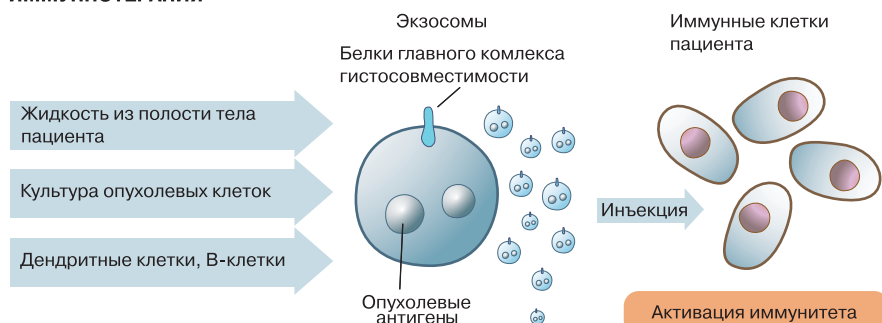 ИММУНОТЕРАПИЯ
Экзосомы
Белки главного комлекса
гистосовместимости
Иммунные клетки
пациента
Жидкость из полости тела
пациента
Культура опухолевых клеток
Дендритные клетки, В-клетки
Инъекция
Опухолевые
антигены
Активация иммунитета